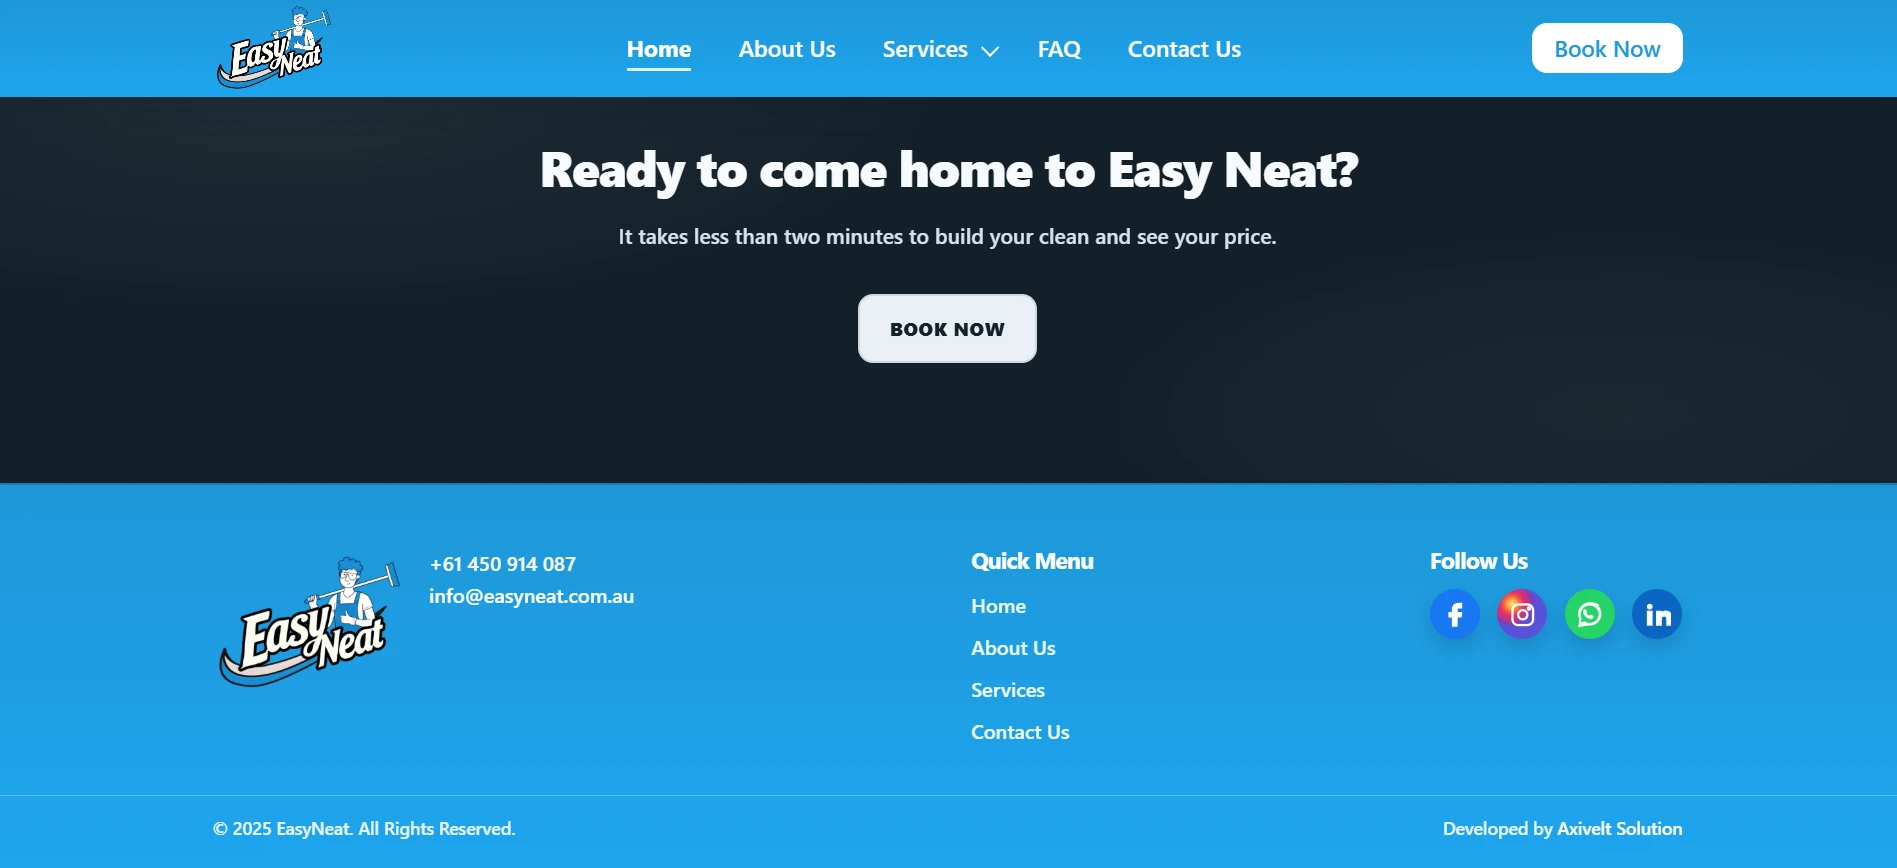 Easy Neat
Home
About Us
Services
FAQ
Contact Us
Book Now
Ready to come home to Easy Neat?
It takes less than two minutes to build your clean and see your price.
BOOK NOW
Easy Neat
+61 450 914 087
info@easyneat.com.au
Quick Menu
Home
About Us
Services
Contact Us
Follow Us
© 2025 EasyNeat. All Rights Reserved.
Developed by Axivelt Solution